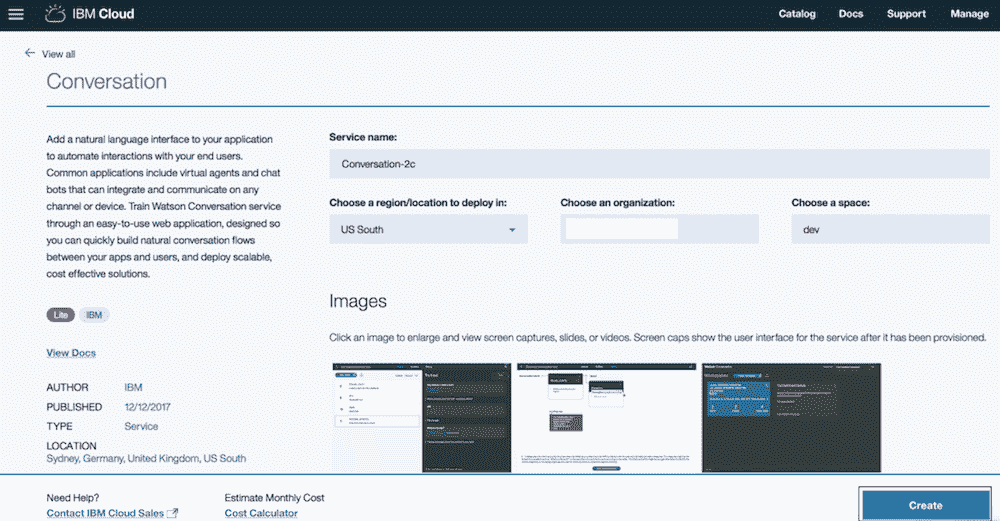 IBM Cloud
Catalog Docs Support Manage
← View all
Conversation
Add a natural language interface to your application
to automate interactions with your end users.
Common applications include virtual agents and chat
bots that can integrate and communicate on any
channel or device. Train Watson Conversation service
through an easy-to-use web application, designed so
you can quickly build natural conversation flows
between your apps and users, and deploy scalable,
cost effective solutions.
Lite IBM
View Docs
AUTHOR IBM
PUBLISHED 12/12/2017
TYPE Service
LOCATION
Sydney, Germany, United Kingdom, US South
Service name:
Conversation-2c
Choose a region/location to deploy in: Choose an organization: Choose a space:
US South dev
Images
Click an image to enlarge and view screen captures, slides, or videos. Screen caps show the user interface for the service after it has been provisioned.
Need Help? Estimate Monthly Cost
Contact IBM Cloud Sales Cost Calculator
Create